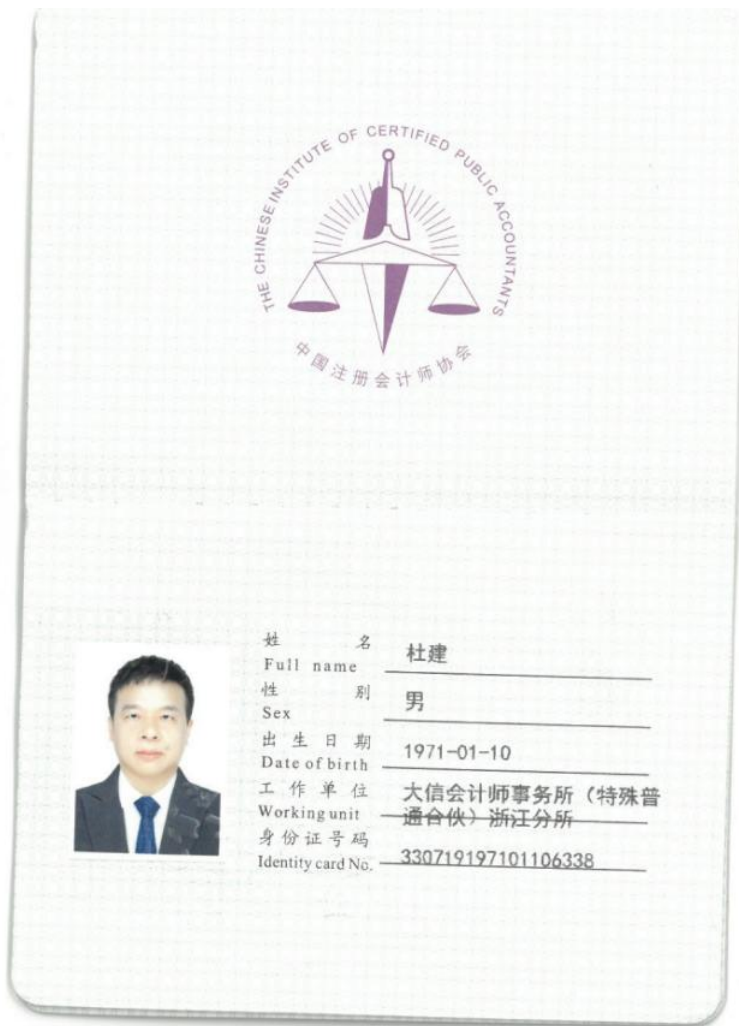 THE CHINESE INSTITUTE OF CERTIFIED PUBLIC ACCOUNTANTS
中国注册会计师协会
姓 名 杜建
Full name
性 别 男
Sex
出生日期 1971-01-10
Date of birth
工作单位 大信会计师事务所（特殊普
Working unit 通合伙）浙江分所
身份证号码
Identity card No. 330719197101106338